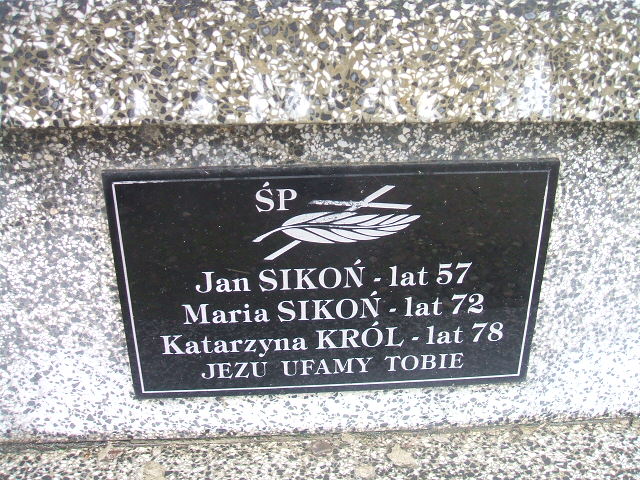 ŚP
Jan SIKOŃ - lat 57
Maria SIKOŃ - lat 72
Katarzyna KRÓL - lat 78
JEZU UFAMY TOBIE